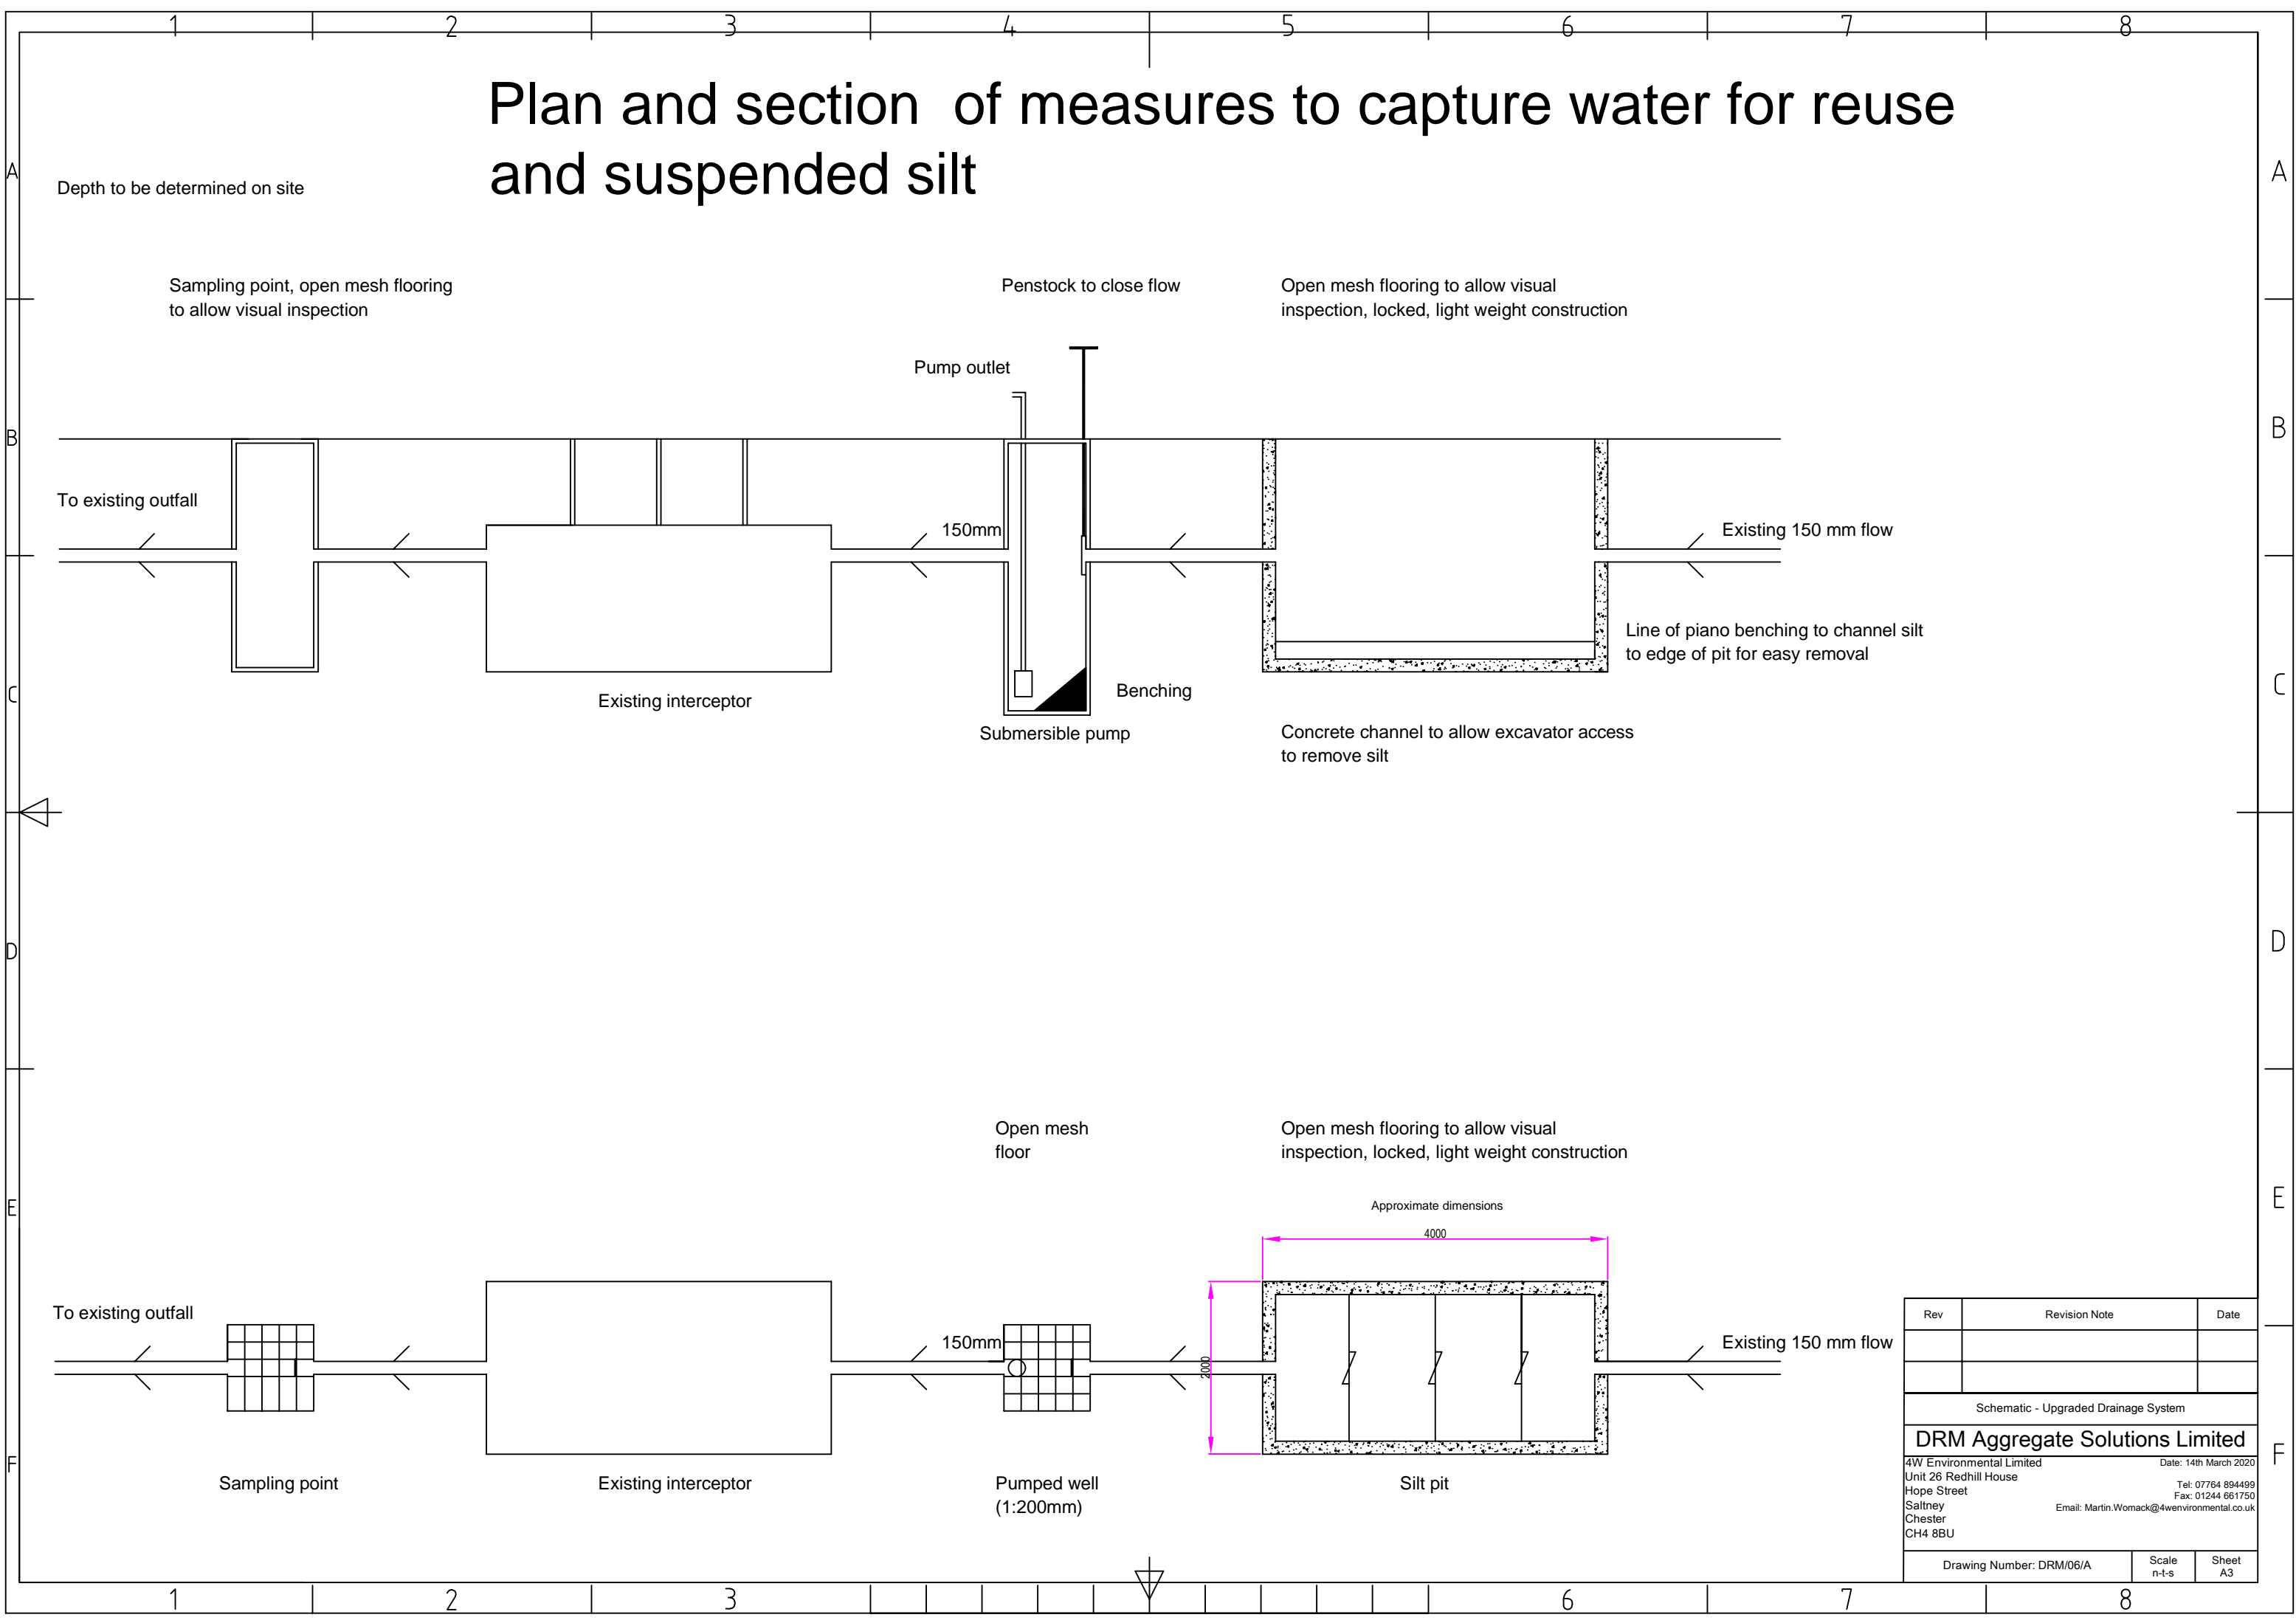 1 2 3 4 5 6 7 8
Plan and section of measures to capture water for reuse
and suspended silt
A
A
Depth to be determined on site
Sampling point, open mesh flooring
to allow visual inspection
Penstock to close flow
Open mesh flooring to allow visual
inspection, locked, light weight construction
Pump outlet
B
B
To existing outfall
150mm
Existing 150 mm flow
Line of piano benching to channel silt
to edge of pit for easy removal
C
C
Existing interceptor
Benching
Submersible pump
Concrete channel to allow excavator access
to remove silt
D
D
Open mesh
floor
Open mesh flooring to allow visual
inspection, locked, light weight construction
E
E
Approximate dimensions
4000
2000
To existing outfall
150mm
Existing 150 mm flow
F
F
Sampling point
Existing interceptor
Pumped well
(1:200mm)
Silt pit
Rev Revision Note Date
Schematic - Upgraded Drainage System
DRM Aggregate Solutions Limited
4W Environmental Limited
Unit 26 Redhill House
Hope Street
Saltney
Chester
CH4 8BU
Date: 14th March 2020
Tel: 07764 894499
Fax: 01244 661750
Email: Martin.Womack@4wenvironmental.co.uk
Drawing Number: DRM/06/A
Scale
n-t-s
Sheet
A3
1 2 3 6 7 8